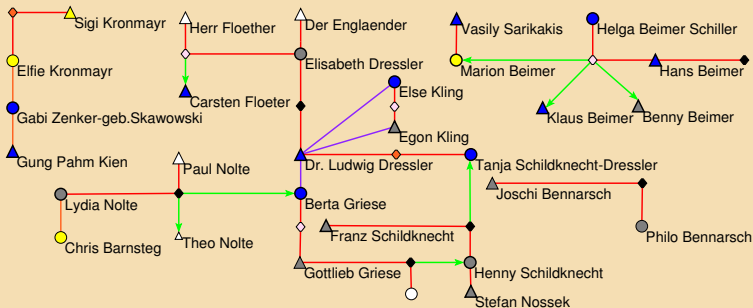 Sigi Kronmayr
Herr Floether
Der Englaender
Vasily Sarikakis
Helga Beimer Schiller
Elfie Kronmayr
Elisabeth Dressler
Marion Beimer
Hans Beimer
Carsten Floeter
Else Kling
Gabi Zenker-geb.Skawowski
Klaus Beimer
Benny Beimer
Egon Kling
Gung Pahm Kien
Paul Nolte
Dr. Ludwig Dressler
Tanja Schildknecht-Dressler
Joschi Bennarsch
Lydia Nolte
Berta Griese
Chris Barnsteg
Theo Nolte
Franz Schildknecht
Philo Bennarsch
Gottlieb Griese
Henny Schildknecht
Stefan Nossek